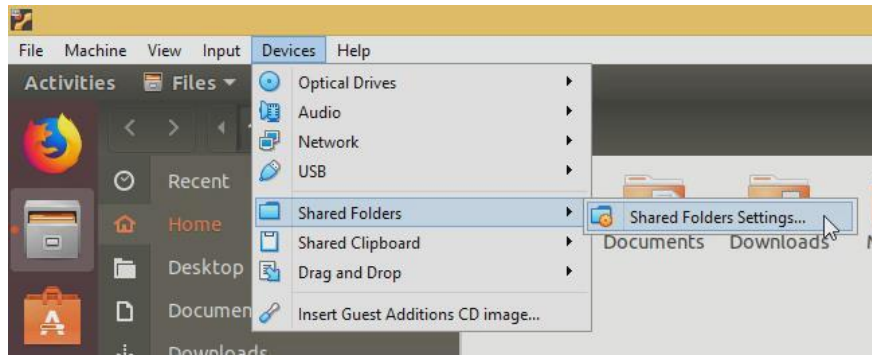 File Machine View Input Devices Help
Activities Files
Optical Drives
Audio
Network
USB
Shared Folders
Shared Clipboard
Drag and Drop
Insert Guest Additions CD image...
Shared Folders Settings...
Recent
Home
Desktop
Documen
Downloads
Documents Downloads